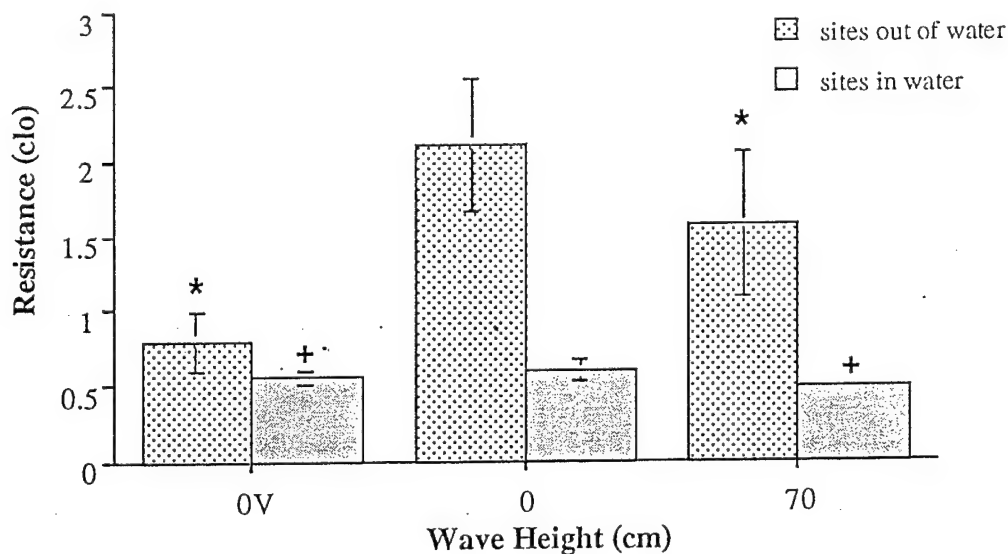 3
sites out of water
sites in water
2.5
2
1.5
1
0.5
0
Resistance (clo)
*
+
*
+
0V
0
70
Wave Height (cm)